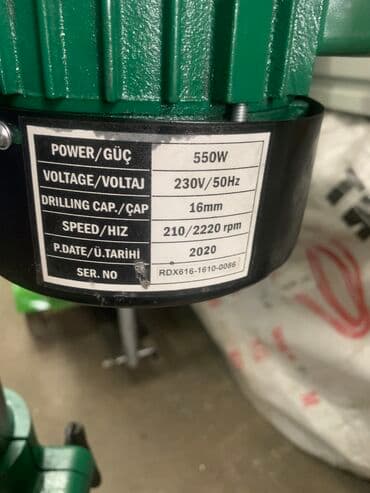 POWER/GÜÇ 550W
VOLTAGE/VOLTAJ 230V/50Hz
DRILLING CAP./ÇAP 16mm
SPEED/HIZ 210/2220 rpm
P.DATE/Ü.TARİHİ 2020
SER. NO RDX616-1610-0086